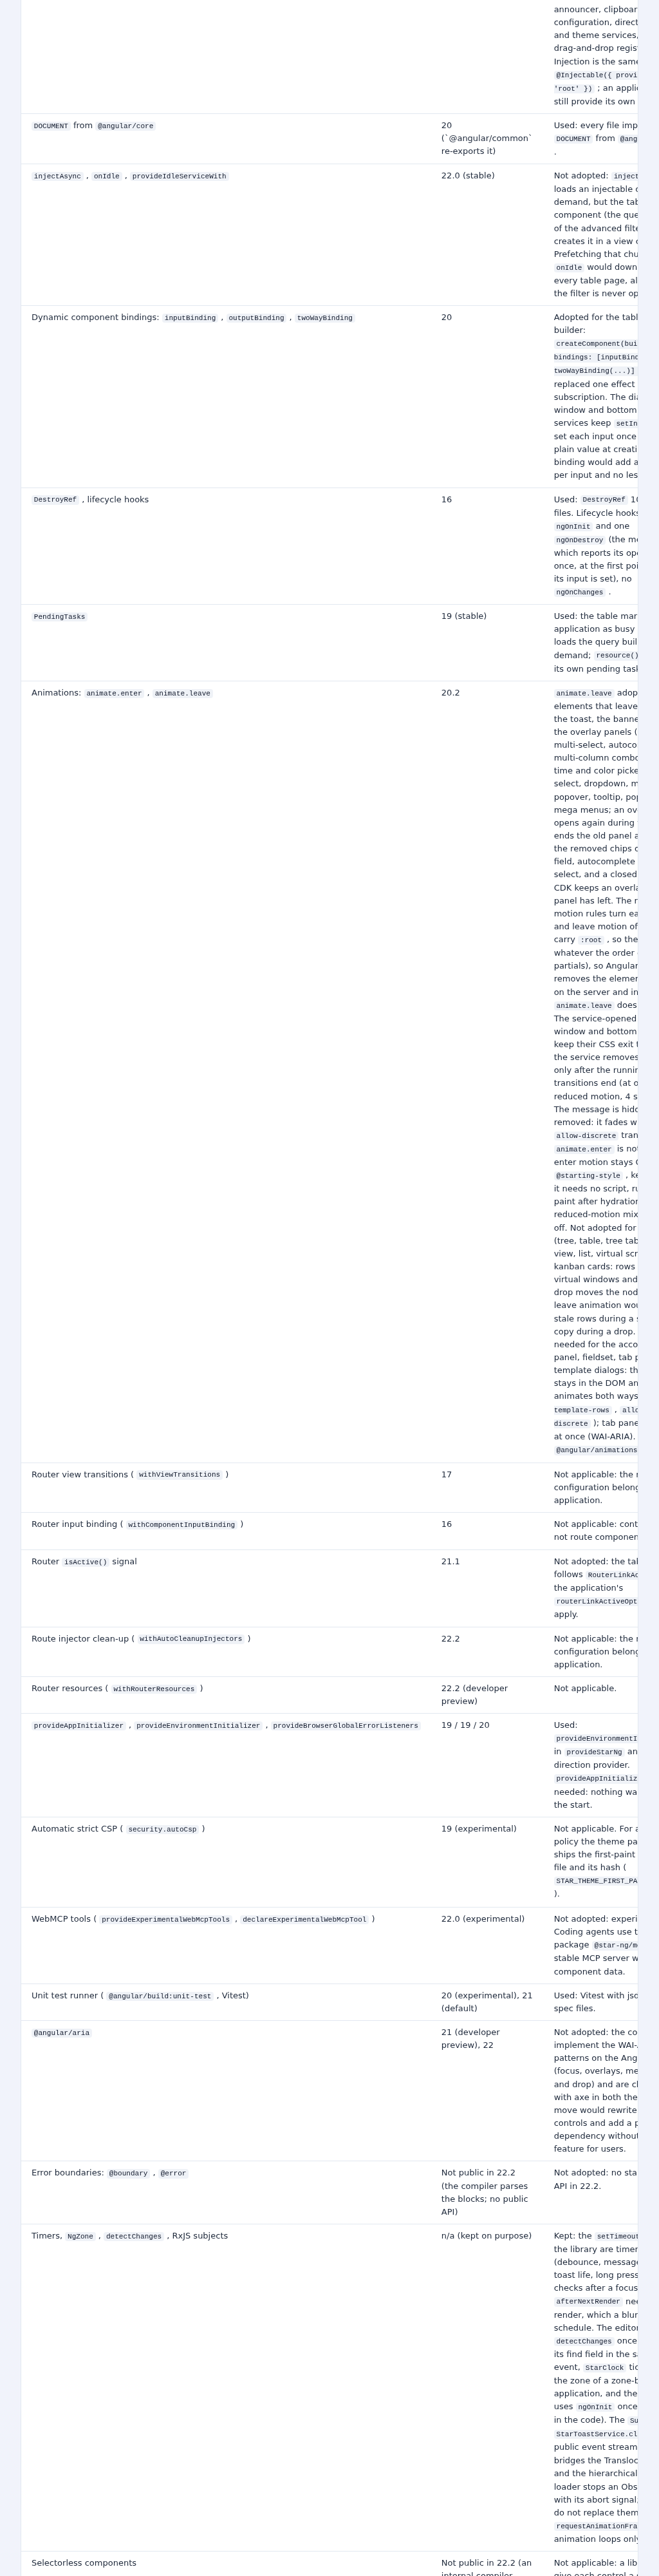 announcer, clipboar
configuration, direct
and theme services,
drag-and-drop regist
Injection is the same
@Injectable({ provi
'root' }) ; an applic
still provide its own
DOCUMENT from @angular/core
20
(`@angular/common`
re-exports it)
Used: every file imp
DOCUMENT from @ang
.
injectAsync , onIdle , provideIdleServiceWith
22.0 (stable)
Not adopted: inject
loads an injectable o
demand, but the tab
component (the que
of the advanced filte
creates it in a view c
Prefetching that chu
onIdle would down
every table page, al
the filter is never op
Dynamic component bindings: inputBinding , outputBinding , twoWayBinding
20
Adopted for the tabl
builder:
createComponent(bui
bindings: [inputBind
twoWayBinding(...)]
replaced one effect
subscription. The dia
window and bottom
services keep setIn
set each input once
plain value at creati
binding would add a
per input and no les
DestroyRef , lifecycle hooks
16
Used: DestroyRef 10
files. Lifecycle hooks
ngOnInit and one
ngOnDestroy (the me
which reports its ope
once, at the first poi
its input is set), no
ngOnChanges .
PendingTasks
19 (stable)
Used: the table mar
application as busy
loads the query buil
demand; resource()
its own pending task
Animations: animate.enter , animate.leave
20.2
animate.leave adop
elements that leave
the toast, the banne
the overlay panels (
multi-select, autoco
multi-column combo
time and color picke
select, dropdown, m
popover, tooltip, pop
mega menus; an ov
opens again during
ends the old panel a
the removed chips o
field, autocomplete
select, and a closed
CDK keeps an overla
panel has left. The r
motion rules turn ea
and leave motion of
carry :root , so the
whatever the order
partials), so Angular
removes the elemen
on the server and in
animate.leave does
The service-opened
window and bottom
keep their CSS exit t
the service removes
only after the runnin
transitions end (at o
reduced motion, 4 s
The message is hidd
removed: it fades w
allow-discrete tran
animate.enter is no
enter motion stays C
@starting-style , ke
it needs no script, ru
paint after hydration
reduced-motion mix
off. Not adopted for
(tree, table, tree tab
view, list, virtual scr
kanban cards: rows
virtual windows and
drop moves the nod
leave animation wou
stale rows during a s
copy during a drop.
needed for the acco
panel, fieldset, tab p
template dialogs: th
stays in the DOM an
animates both ways
template-rows , allo
discrete ); tab pane
at once (WAI-ARIA).
@angular/animations
Router view transitions ( withViewTransitions )
17
Not applicable: the r
configuration belong
application.
Router input binding ( withComponentInputBinding )
16
Not applicable: cont
not route componen
Router isActive() signal
21.1
Not adopted: the tab
follows RouterLinkAc
the application's
routerLinkActiveOpt
apply.
Route injector clean-up ( withAutoCleanupInjectors )
22.2
Not applicable: the r
configuration belong
application.
Router resources ( withRouterResources )
22.2 (developer
preview)
Not applicable.
provideAppInitializer , provideEnvironmentInitializer , provideBrowserGlobalErrorListeners
19 / 19 / 20
Used:
provideEnvironmentI
in provideStarNg an
direction provider.
provideAppInitializ
needed: nothing wa
the start.
Automatic strict CSP ( security.autoCsp )
19 (experimental)
Not applicable. For a
policy the theme pa
ships the first-paint
file and its hash (
STAR_THEME_FIRST_PA
).
WebMCP tools ( provideExperimentalWebMcpTools , declareExperimentalWebMcpTool )
22.0 (experimental)
Not adopted: experi
Coding agents use t
package @star-ng/m
stable MCP server w
component data.
Unit test runner ( @angular/build:unit-test , Vitest)
20 (experimental), 21
(default)
Used: Vitest with jsd
spec files.
@angular/aria
21 (developer
preview), 22
Not adopted: the co
implement the WAI-
patterns on the Ang
(focus, overlays, me
and drop) and are cl
with axe in both the
move would rewrite
controls and add a p
dependency without
feature for users.
Error boundaries: @boundary , @error
Not public in 22.2
(the compiler parses
the blocks; no public
API)
Not adopted: no sta
API in 22.2.
Timers, NgZone , detectChanges , RxJS subjects
n/a (kept on purpose)
Kept: the setTimeout
the library are timer
(debounce, message
toast life, long press
checks after a focus
afterNextRender nee
render, which a blur
schedule. The editor
detectChanges once
its find field in the sa
event, StarClock tic
the zone of a zone-b
application, and the
uses ngOnInit once
in the code). The Su
StarToastService.cl
public event stream
bridges the Transloc
and the hierarchical
loader stops an Obs
with its abort signal.
do not replace them
requestAnimationFra
animation loops only
Selectorless components
Not public in 22.2 (an
internal compiler
Not applicable: a lib
give each control a s